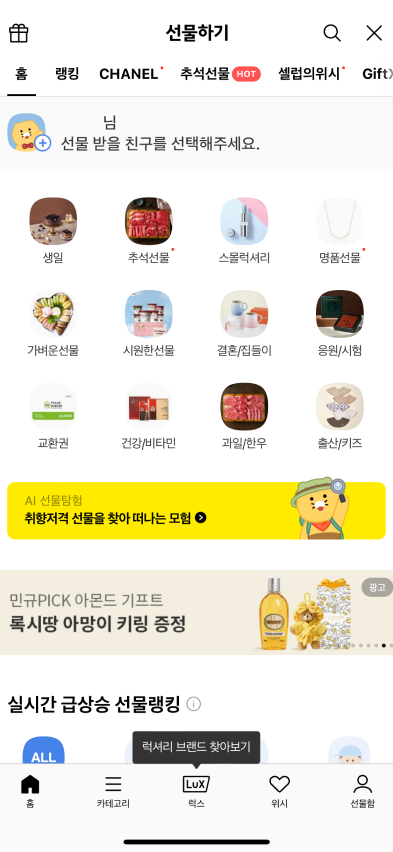 선물하기
홈 랭킹 CHANEL 추석선물 HOT 셀럽의위시 GiftX
님
선물 받을 친구를 선택해주세요.
생일 추석선물 스몰럭셔리 명품선물
가벼운선물 시원한선물 결혼/집들이 응원/시험
교환권 건강/비타민 과일/한우 출산/키즈
AI 선물탐험
취향저격 선물을 찾아 떠나는 모험
광고
민규PICK 아몬드 기프트
록시땅 아망이 키링 증정
실시간 급상승 선물랭킹
ALL
럭셔리 브랜드 찾아보기
LuX
홈 카테고리 럭스 위시 선물함